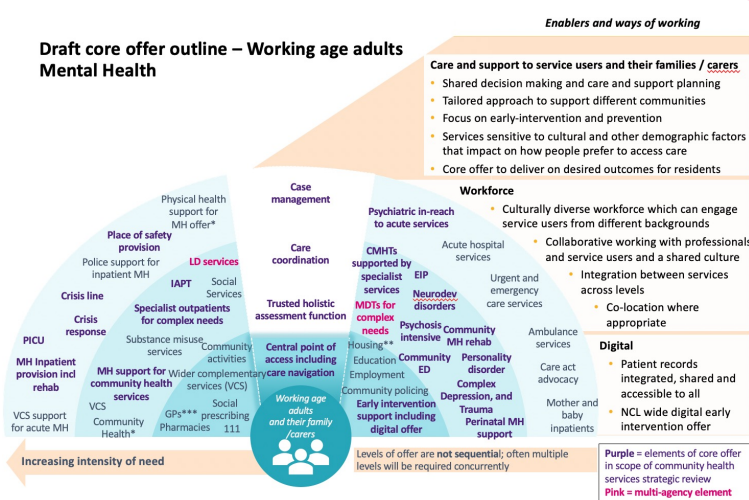 Enablers and ways of working
Draft core offer outline – Working age adults
Mental Health
Care and support to service users and their families / carers
• Shared decision making and care and support planning
• Tailored approach to support different communities
• Focus on early-intervention and prevention
• Services sensitive to cultural and other demographic factors
that impact on how people prefer to access care
• Core offer to deliver on desired outcomes for residents
Workforce
• Culturally diverse workforce which can engage
service users from different backgrounds
• Collaborative working with professionals
and service users and a shared culture
• Integration between services
across levels
• Co-location where
appropriate
Digital
• Patient records
integrated, shared and
accessible to all
• NCL wide digital early
intervention offer
Physical health
support for
MH offer*
Place of safety
provision
Police support for
inpatient MH
Crisis line
Crisis
response
PICU
MH Inpatient
provision incl
rehab
VCS support
for acute MH
LD services
IAPT
Social
Services
Specialist outpatients
for complex needs
Substance misuse
services
Community
activities
MH support for
community health
services
Wider complementary
services (VCS)
VCS
Community
Health*
GPs***
Pharmacies
Social
prescribing
111
Case
management
Care
coordination
Trusted holistic
assessment function
Central point of
access including
care navigation
Working age
adults
and their family
/carers
Psychiatric in-reach
to acute services
Acute hospital
services
CMHTs
supported by
specialist
services
EIP
Neurodev
disorders
Urgent and
emergency
care services
MDTs for
complex
needs
Psychosis
intensive
Community
MH rehab
Ambulance
services
Housing**
Education
Employment
Community
ED
Personality
disorder
Care act
advocacy
Community policing
Complex
Depression, and
Trauma
Early intervention
support including
digital offer
Perinatal MH
support
Mother and
baby
inpatients
Increasing intensity of need
Levels of offer are not sequential; often multiple
levels will be required concurrently
Purple = elements of core offer
in scope of community health
services strategic review
Pink = multi-agency element